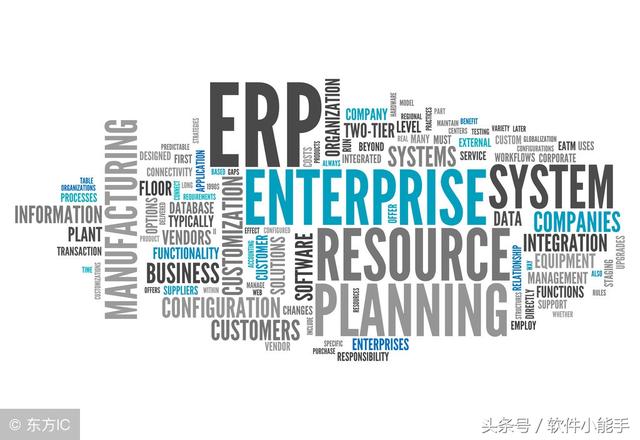 ERP
ENTERPRISE
RESOURCE
PLANNING
SYSTEM
MANUFACTURING
ORGANIZATION
COMPANY
TWO-TIER
LEVEL
REGIONAL
HARDWARE
MODEL
PRACTICES
PART
MAINTAIN
BENEFIT
CENTERS
TESTING
VARIETY
LATER
RUN
BEYOND
REAL
MANY
MUST
EXTERNAL
CUSTOM
GLOBALIZATION
CONFIGURATIONS
EATM
USES
ALWAYS
INTEGRATED
SYSTEMS
SERVICE
WORKFLOWS
CORPORATE
COSTS
PRODUCTS
STRATEGIES
PREDICTABLE
DESIGNED
FIRST
CONNECTIVITY
APPLICATION
BASED
GAPS
TABLE
ORGANIZATIONS
PROCESSES
INFORMATION
PLANT
TRANSACTION
TIME
CUSTOMIZATIONS
FLOOR
CONNECT
LONG
1990S
OPTIONS
DELIVERED
REQUIREMENTS
DATABASE
TYPICALLY
PRODUCT
VENDORS
IT
FUNCTIONALITY
BUSINESS
OFFERS
SUPPLIERS
WITHIN
CUSTOMIZATION
CONFIGURATION
CUSTOMERS
VENDOR
EFFECT
CONFIGURED
ACCOUNTING
CUSTOMER
SOLUTIONS
MANAGE
WEB
CHANGES
INCLUDE
SOFTWARE
RESOURCES
OFFER
DATA
COMPANIES
INTEGRATION
RELATIONSHIP
WAY
EQUIPMENT
MANAGEMENT
ALSO
FUNCTIONS
STAGING
UPGRADES
RULES
STRUCTURES
DIRECTLY
SUPPORT
WHETHER
EMPLOY
SPECIFIC
PURCHASE
ENTERPRISES
RESPONSIBILITY
© 东方IC
头条号 / 软件小能手